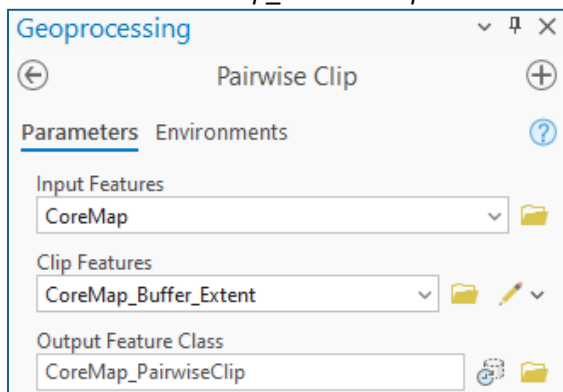 Geoprocessing
Pairwise Clip
Parameters Environments
Input Features
CoreMap
Clip Features
CoreMap_Buffer_Extent
Output Feature Class
CoreMap_PairwiseClip